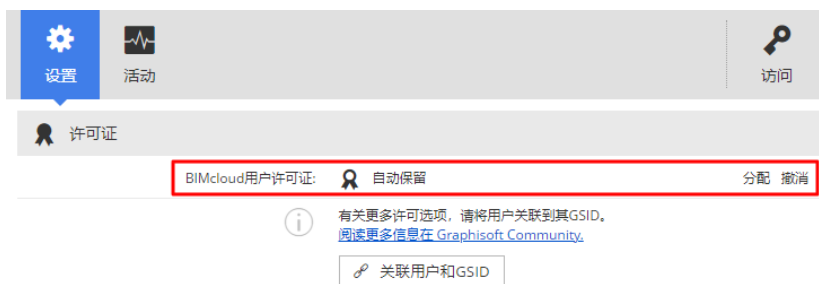 设置 活动 访问
许可证
BIMcloud用户许可证: 自动保留 分配 撤消
有关更多许可选项，请将用户关联到其GSID。
阅读更多信息在 Graphisoft Community.
关联用户和GSID